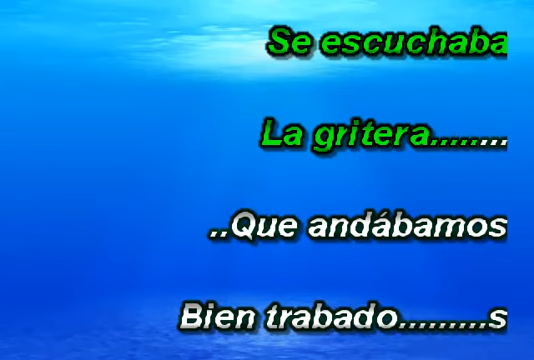 Se escuchaba
La gritera........
..Que andábamos
Bien trabado.........s